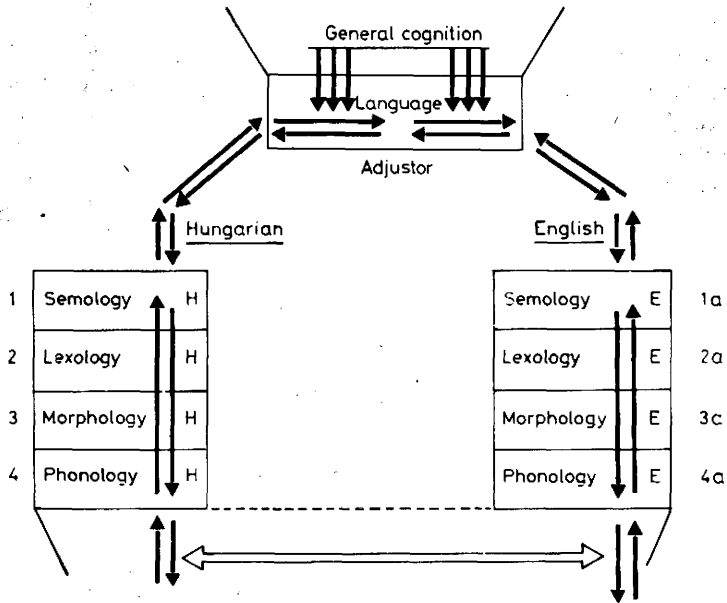 General cognition
Language
Adjustor
Hungarian English
1 Semology H Semology E 1a
2 Lexology H Lexology E 2a
3 Morphology H Morphology E 3c
4 Phonology H Phonology E 4a